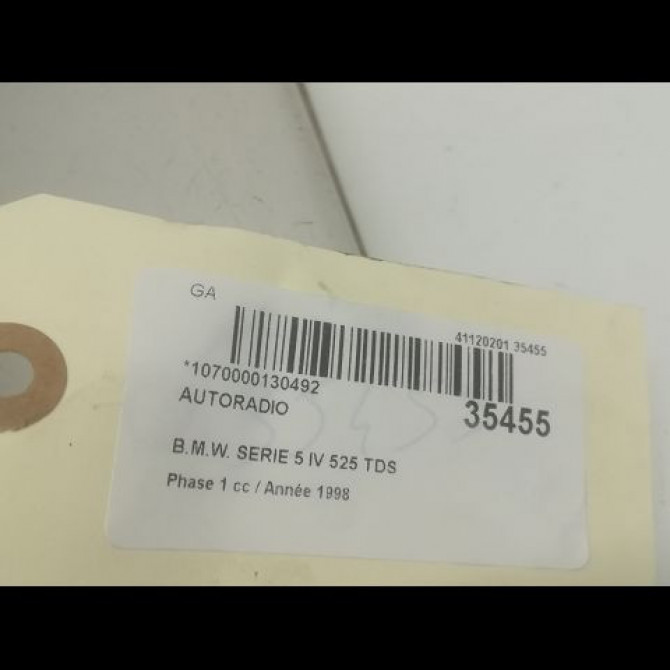 GA
41120201 35455
*1070000130492
35455
AUTORADIO
B.M.W. SERIE 5 IV 525 TDS
Phase 1 cc / Année 1998